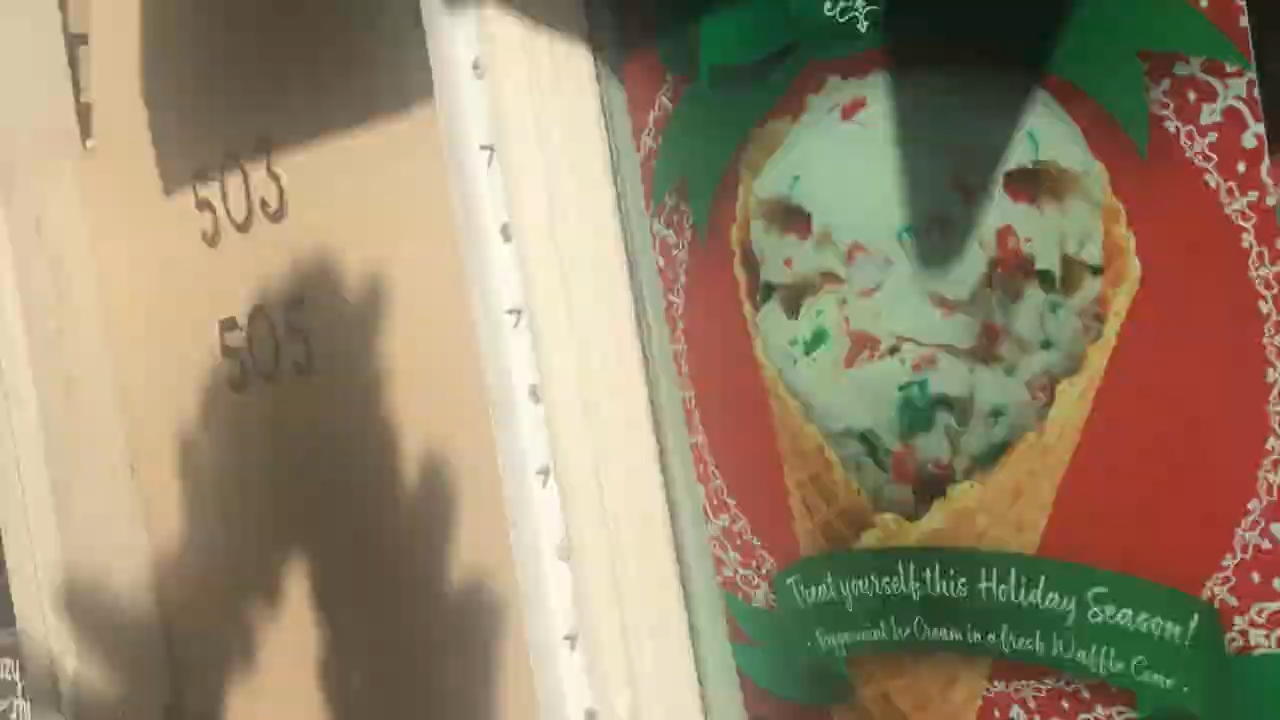 503
505
Treat yourself this Holiday Season!
Peppermint Ice Cream in a fresh Waffle Cone